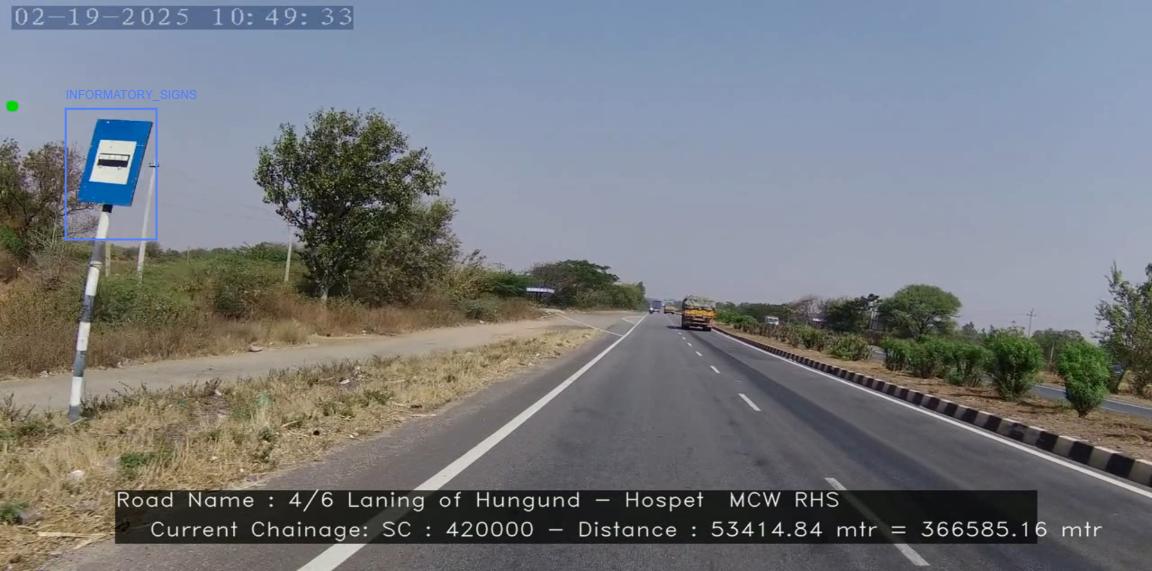 02-19-2025 10:49:33
INFORMATORY_SIGNS
Road Name : 4/6 Laning of Hungund - Hospet MCW RHS
Current Chainage: SC : 420000 - Distance : 53414.84 mtr = 366585.16 mtr